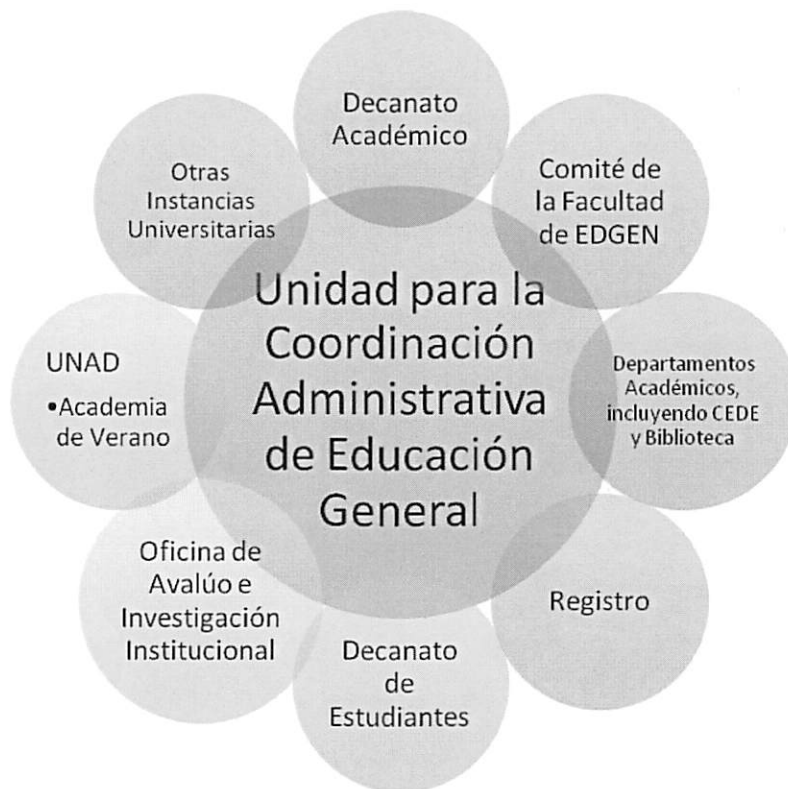 Decanato
Académico
Comité de
la Facultad
de EDGEN
Departamentos
Académicos,
incluyendo CEDE
y Biblioteca
Registro
Decanato
de
Estudiantes
Oficina de
Avalúo e
Investigación
Institucional
UNAD
•Academia
de Verano
Otras
Instancias
Universitarias
Unidad para la
Coordinación
Administrativa
de Educación
General